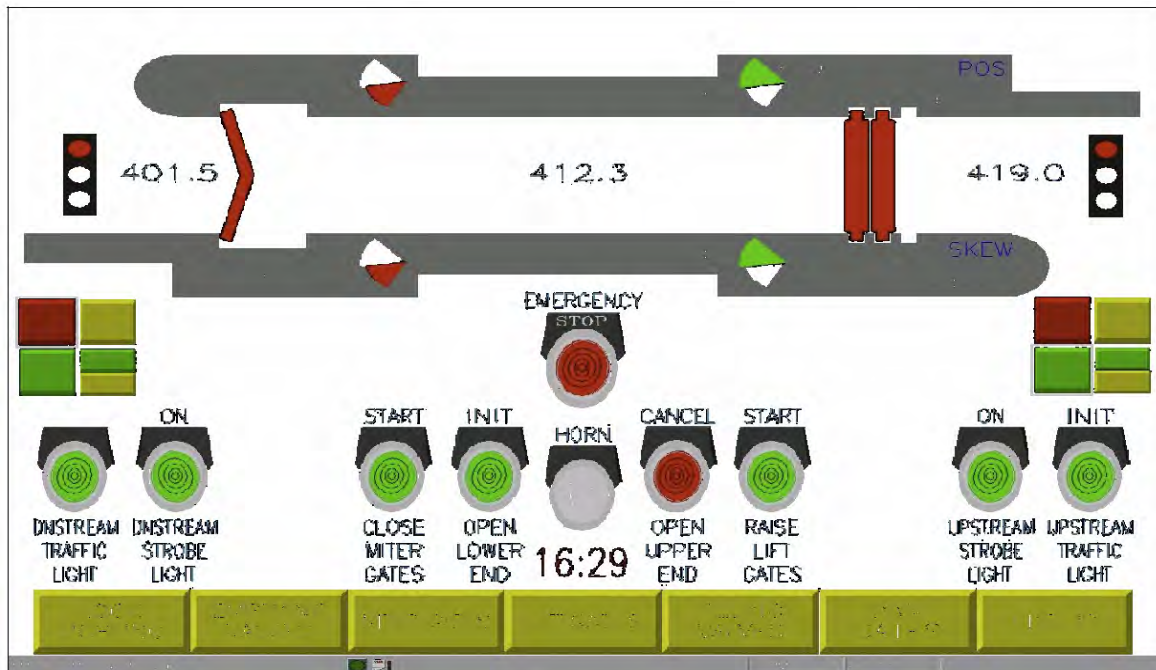 POS
401.5 412.3 419.0
SKEW
EMERGENCY
STOP
ON START INIT HORN CANCEL START ON INIT
DNSTREAM TRAFFIC LIGHT
DNSTREAM STROBE LIGHT
CLOSE MITER GATES
OPEN LOWER END
16:29
OPEN UPPER END
RAISE LIFT GATES
UPSTREAM STROBE LIGHT
UPSTREAM TRAFFIC LIGHT